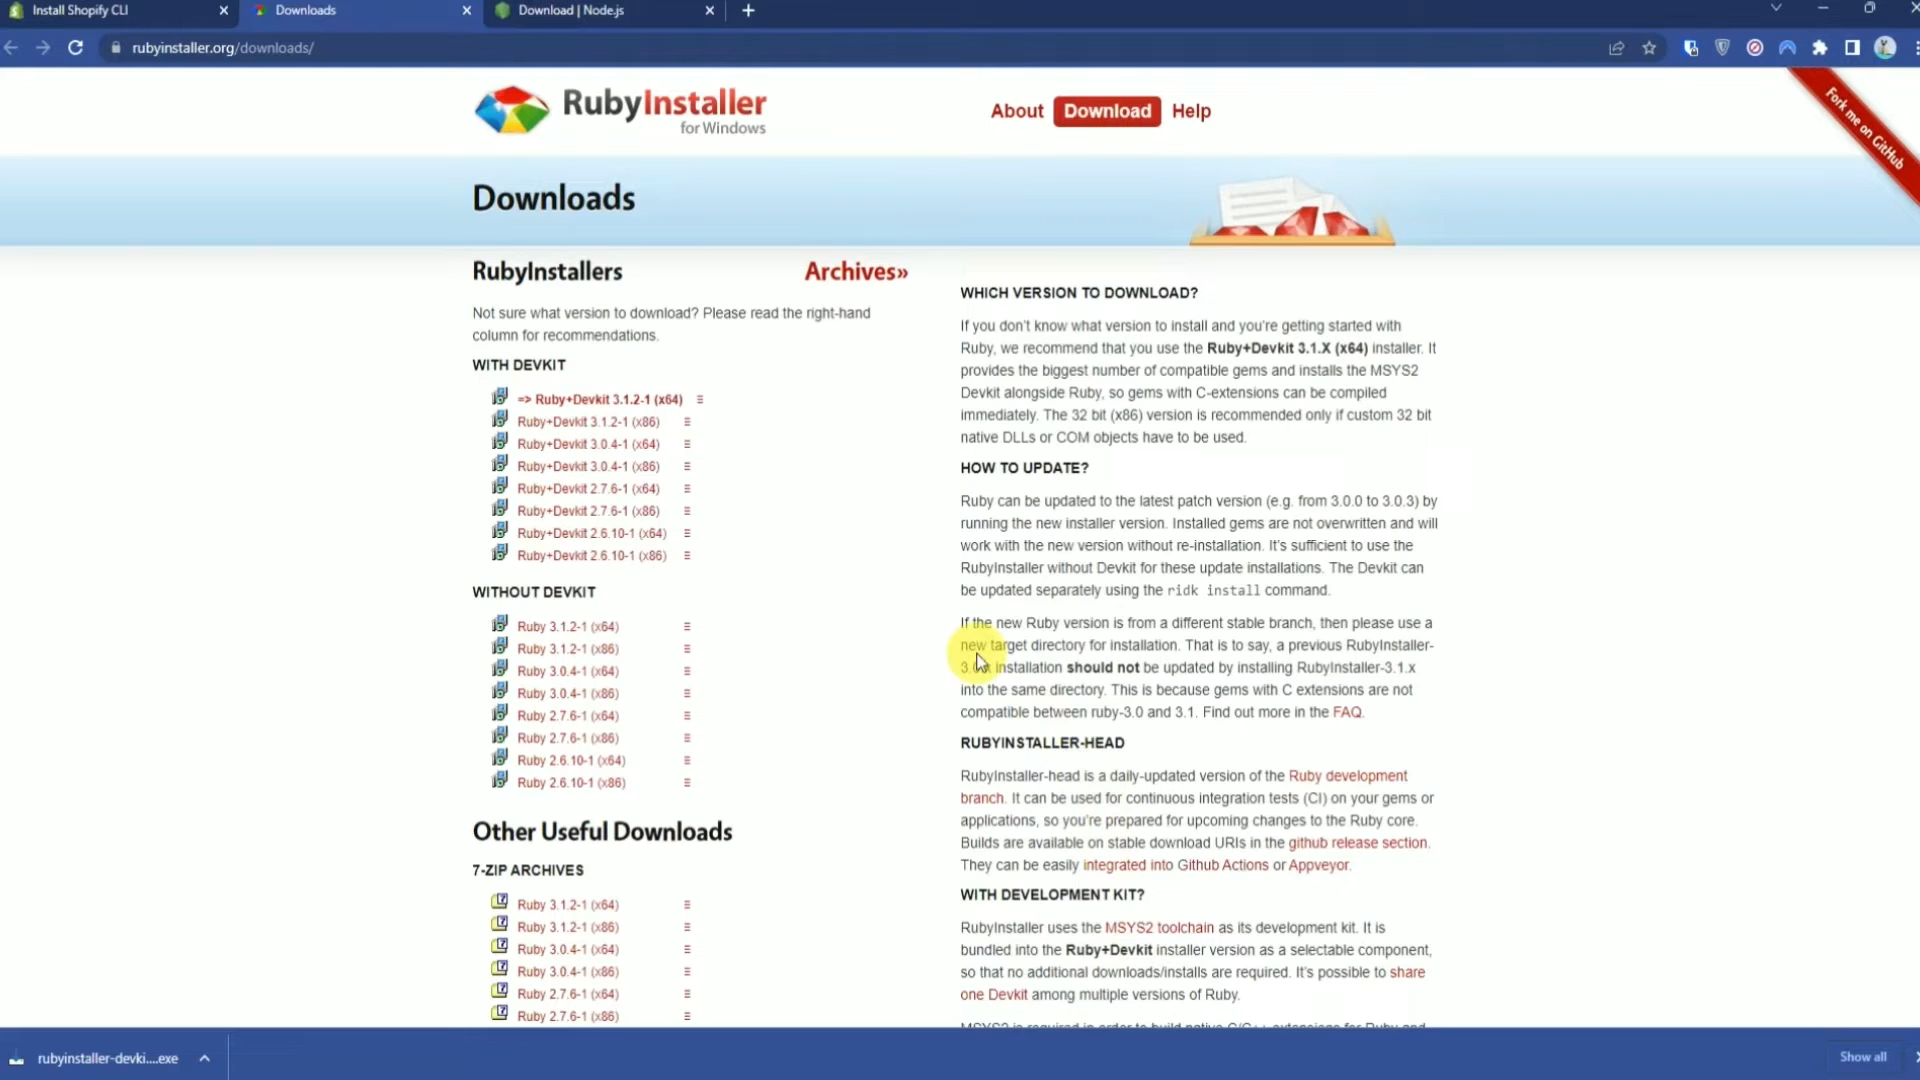 Install Shopify CLI
Downloads
Download | Node.js
rubyinstaller.org/downloads/
RubyInstaller
for Windows
About
Download
Help
Fork me on GitHub
Downloads
RubyInstallers
Archives»
Not sure what version to download? Please read the right-hand
column for recommendations.
WITH DEVKIT
=> Ruby+Devkit 3.1.2-1 (x64)
Ruby+Devkit 3.1.2-1 (x86)
Ruby+Devkit 3.0.4-1 (x64)
Ruby+Devkit 3.0.4-1 (x86)
Ruby+Devkit 2.7.6-1 (x64)
Ruby+Devkit 2.7.6-1 (x86)
Ruby+Devkit 2.6.10-1 (x64)
Ruby+Devkit 2.6.10-1 (x86)
WITHOUT DEVKIT
Ruby 3.1.2-1 (x64)
Ruby 3.1.2-1 (x86)
Ruby 3.0.4-1 (x64)
Ruby 3.0.4-1 (x86)
Ruby 2.7.6-1 (x64)
Ruby 2.7.6-1 (x86)
Ruby 2.6.10-1 (x64)
Ruby 2.6.10-1 (x86)
Other Useful Downloads
7-ZIP ARCHIVES
Ruby 3.1.2-1 (x64)
Ruby 3.1.2-1 (x86)
Ruby 3.0.4-1 (x64)
Ruby 3.0.4-1 (x86)
Ruby 2.7.6-1 (x64)
Ruby 2.7.6-1 (x86)
WHICH VERSION TO DOWNLOAD?
If you don't know what version to install and you're getting started with
Ruby, we recommend that you use the Ruby+Devkit 3.1.X (x64) installer. It
provides the biggest number of compatible gems and installs the MSYS2
Devkit alongside Ruby, so gems with C-extensions can be compiled
immediately. The 32 bit (x86) version is recommended only if custom 32 bit
native DLLs or COM objects have to be used.
HOW TO UPDATE?
Ruby can be updated to the latest patch version (e.g. from 3.0.0 to 3.0.3) by
running the new installer version. Installed gems are not overwritten and will
work with the new version without re-installation. It's sufficient to use the
RubyInstaller without Devkit for these update installations. The Devkit can
be updated separately using the ridk install command.
If the new Ruby version is from a different stable branch, then please use a
new target directory for installation. That is to say, a previous RubyInstaller-
installation should not be updated by installing RubyInstaller-3.1.x
into the same directory. This is because gems with C extensions are not
compatible between ruby-3.0 and 3.1. Find out more in the FAQ.
RUBYINSTALLER-HEAD
RubyInstaller-head is a daily-updated version of the Ruby development
branch. It can be used for continuous integration tests (CI) on your gems or
applications, so you're prepared for upcoming changes to the Ruby core.
Builds are available on stable download URIs in the github release section.
They can be easily integrated into Github Actions or Appveyor.
WITH DEVELOPMENT KIT?
RubyInstaller uses the MSYS2 toolchain as its development kit. It is
bundled into the Ruby+Devkit installer version as a selectable component,
so that no additional downloads/installs are required. It's possible to share
one Devkit among multiple versions of Ruby.
MSYS2 is required in order to build native C/C++ extensions for Ruby and
rubyinstaller-devki....exe
Show all